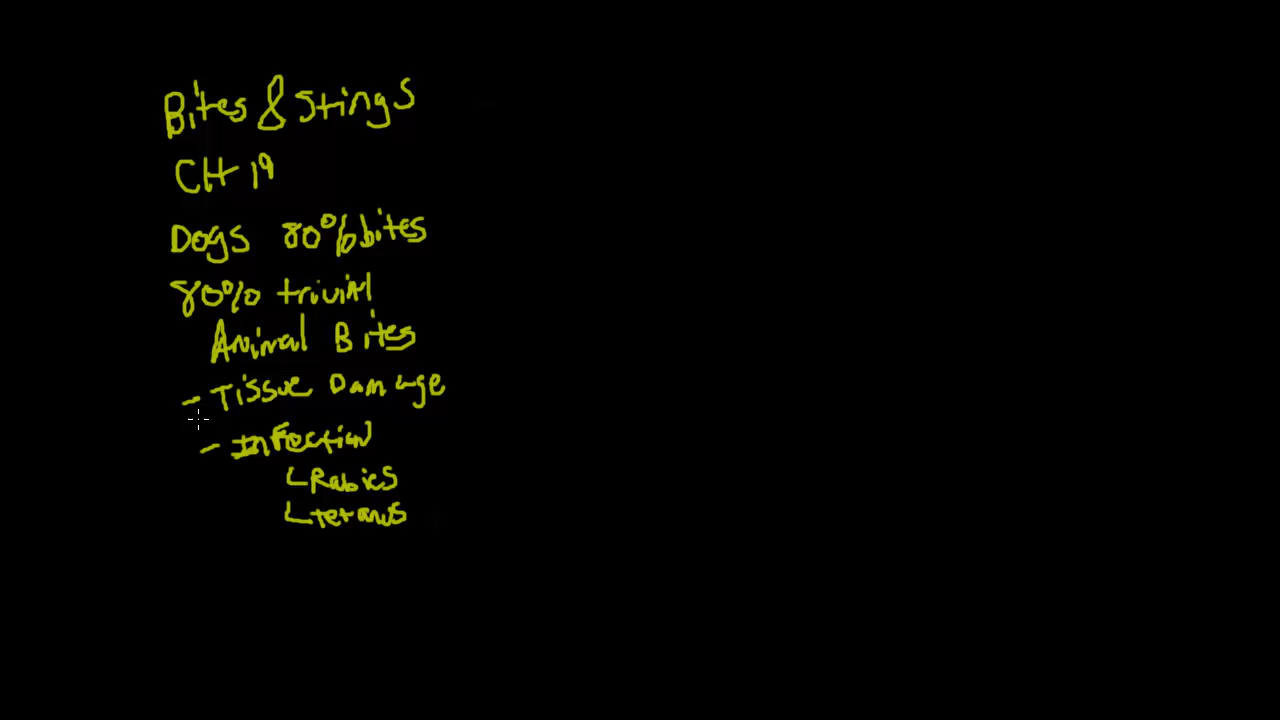 Bites & Stings
CH 19
Dogs 80% bites
80% trivial
Animal Bites
- Tissue Damage
- Infection
Rabies
tetanus